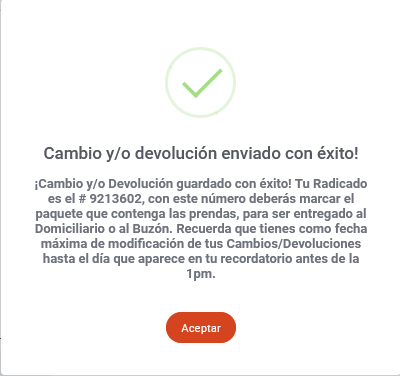 Cambio y/o devolución enviado con éxito!
¡Cambio y/o Devolución guardado con éxito! Tu Radicado
es el # 9213602, con este número deberás marcar el
paquete que contenga las prendas, para ser entregado al
Domiciliario o al Buzón. Recuerda que tienes como fecha
máxima de modificación de tus Cambios/Devoluciones
hasta el día que aparece en tu recordatorio antes de la
1pm.
Aceptar